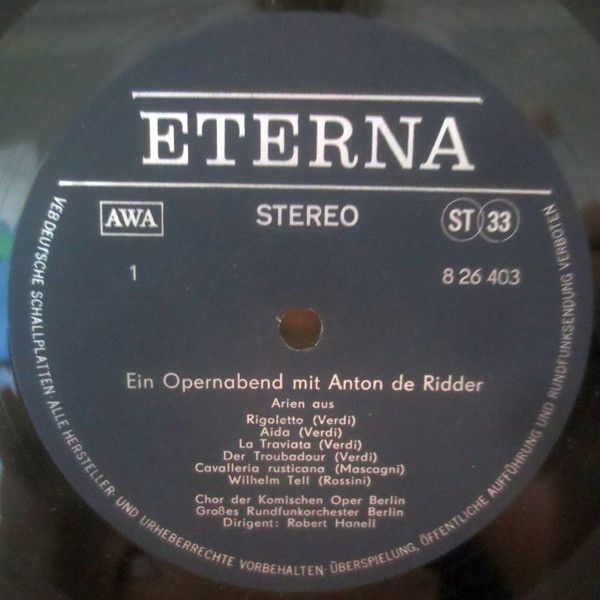 ETERNA
AWA
STEREO
ST 33
1
8 26 403
Ein Opernabend mit Anton de Ridder
Arien aus
Rigoletto (Verdi)
Aida (Verdi)
La Traviata (Verdi)
Der Troubadour (Verdi)
Cavalleria rusticana (Mascagni)
Wilhelm Tell (Rossini)
Chor der Komischen Oper Berlin
Großes Rundfunkorchester Berlin
Dirigent: Robert Hanell
VEB DEUTSCHE SCHALLPLATTEN · ALLE HERSTELLER- UND URHEBERRECHTE VORBEHALTEN · ÜBERSPIELUNG, ÖFFENTLICHE AUFFÜHRUNG UND RUNDFUNKSENDUNG VERBOTEN